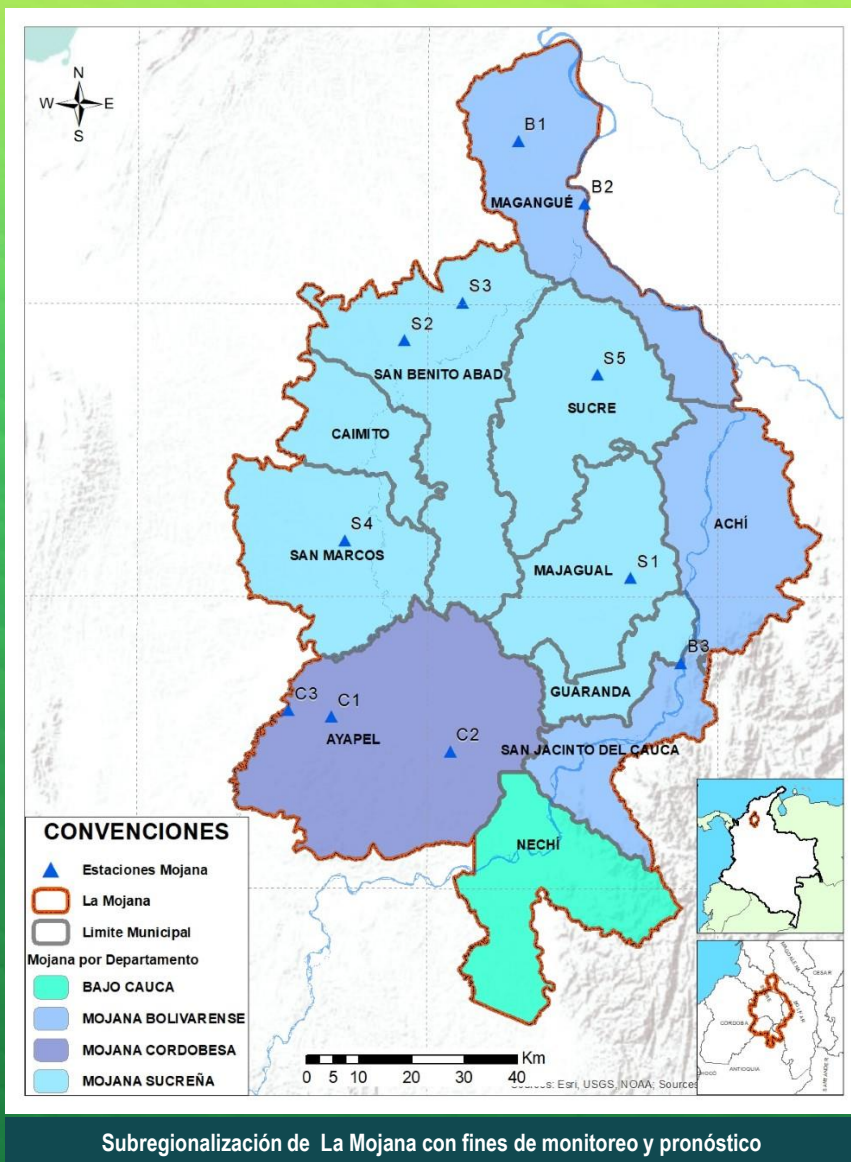 N
W E
S
B1
B2
MAGANGUÉ
S3
S2
SAN BENITO ABAD
S5
SUCRE
CAIMITO
ACHÍ
S4
SAN MARCOS
MAJAGUAL
S1
B3
GUARANDA
C3
C1
AYAPEL
C2
SAN JACINTO DEL CAUCA
NECHÍ
CONVENCIONES
Estaciones Mojana
La Mojana
Limite Municipal
Mojana por Departamento
BAJO CAUCA
MOJANA BOLIVARENSE
MOJANA CORDOBESA
MOJANA SUCREÑA
Km
0 5 10 20 30 40
Esri, USGS, NOAA; Sources
CESAR
CORDOBA
ANTIOQUIA
Subregionalización de La Mojana con fines de monitoreo y pronóstico